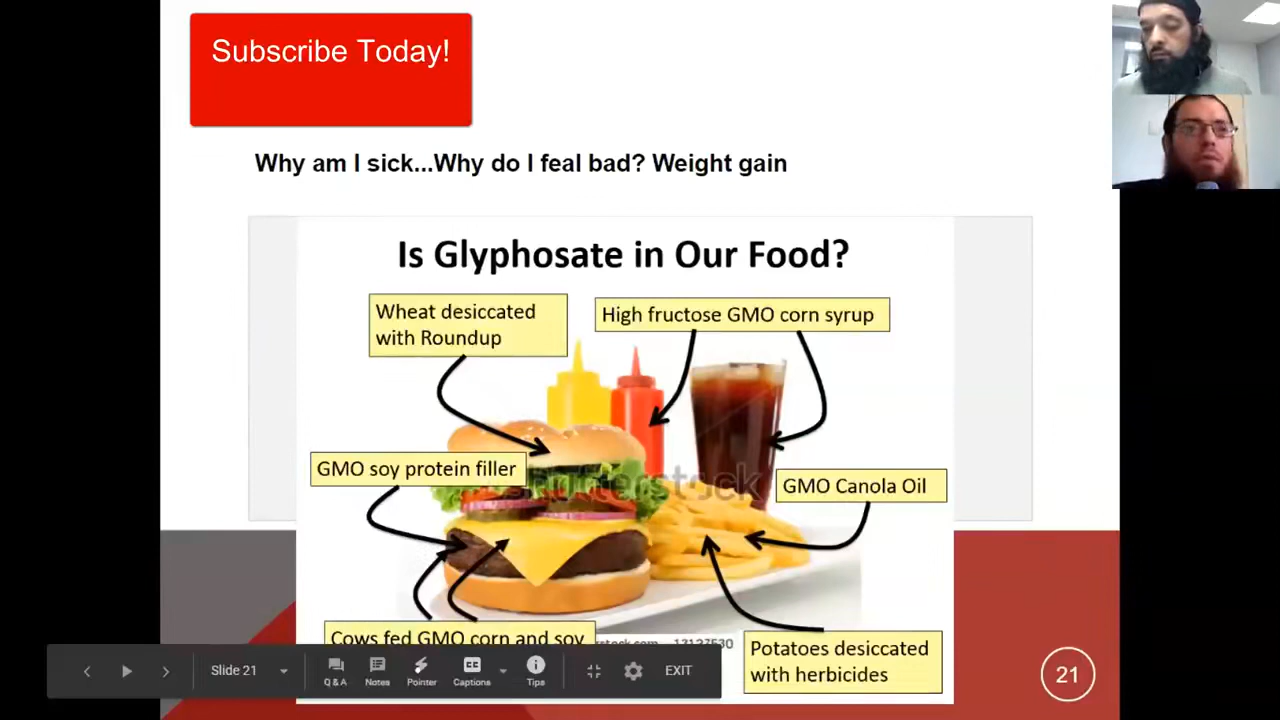 Subscribe Today!
Why am I sick...Why do I feal bad? Weight gain
Is Glyphosate in Our Food?
Wheat desiccated
with Roundup
High fructose GMO corn syrup
GMO soy protein filler
shutterstock
GMO Canola Oil
Cows fed GMO corn and soy
Potatoes desiccated
with herbicides
Slide 21
Q & A
Notes
Pointer
CC
Captions
Tips
EXIT
21